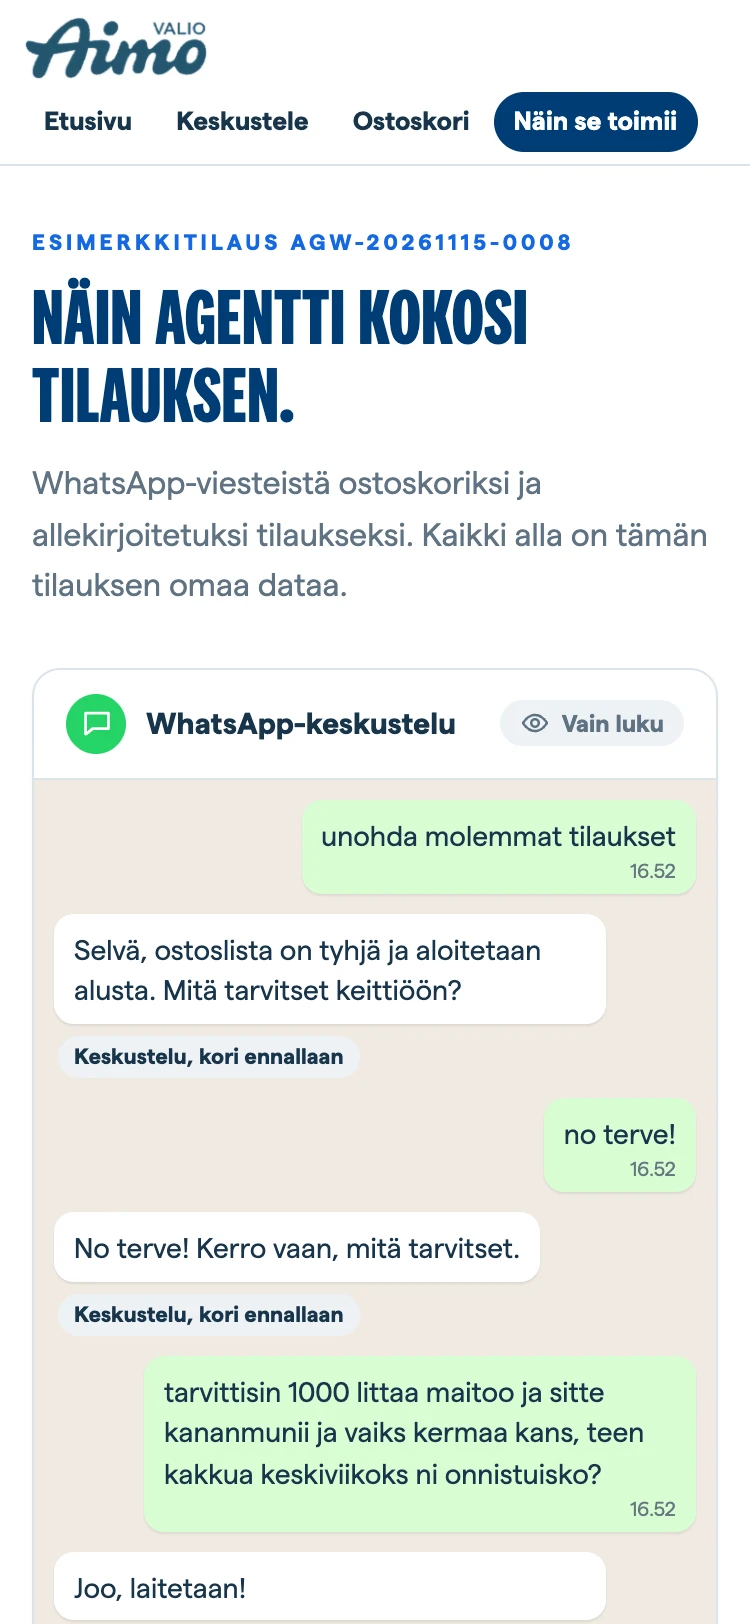 VALIO
Aimo
Etusivu Keskustele Ostoskori Näin se toimii
ESIMERKKITILAUS AGW-20261115-0008
NÄIN AGENTTI KOKOSI
TILAUKSEN.
WhatsApp-viesteistä ostoskoriksi ja
allekirjoitetuksi tilaukseksi. Kaikki alla on tämän
tilauksen omaa dataa.
WhatsApp-keskustelu Vain luku
unohda molemmat tilaukset
16.52
Selvä, ostoslista on tyhjä ja aloitetaan
alusta. Mitä tarvitset keittiöön?
Keskustelu, kori ennallaan
no terve!
16.52
No terve! Kerro vaan, mitä tarvitset.
Keskustelu, kori ennallaan
tarvittisin 1000 littaa maitoo ja sitte
kananmunii ja vaiks kermaa kans, teen
kakkua keskiviikoks ni onnistuisko?
16.52
Joo, laitetaan!